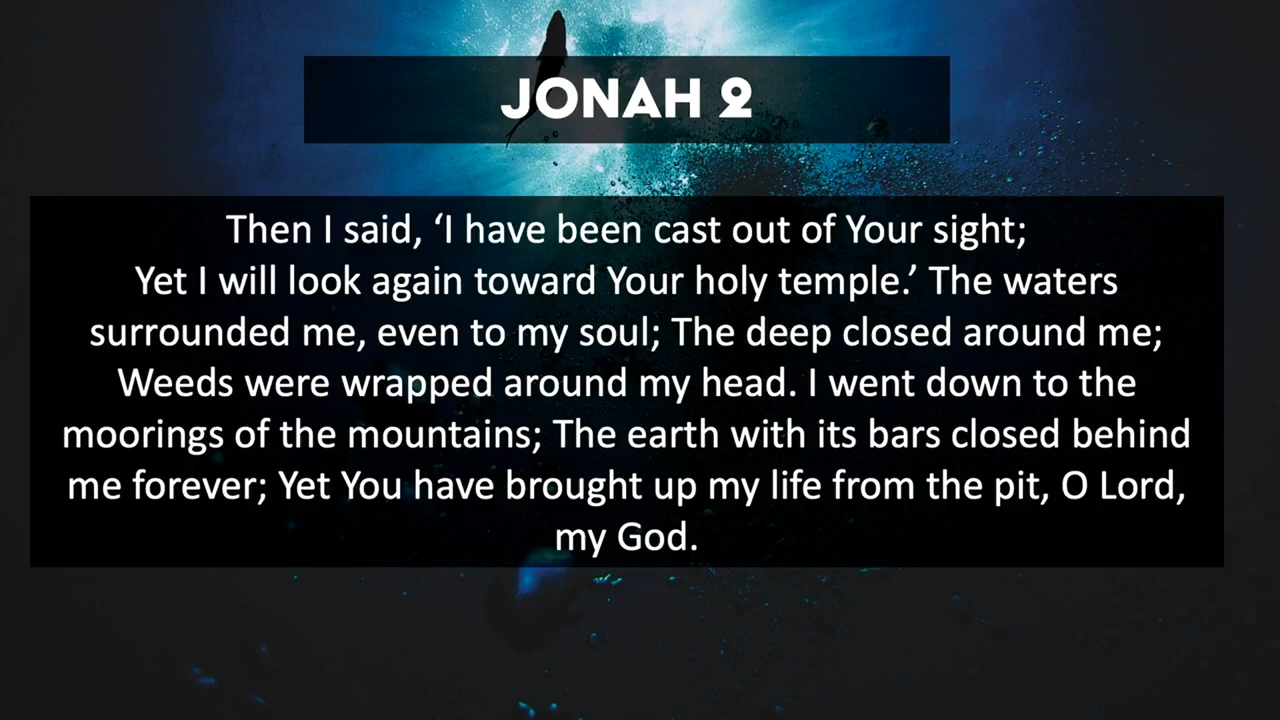 JONAH 2
Then I said, ‘I have been cast out of Your sight;
Yet I will look again toward Your holy temple.’ The waters
surrounded me, even to my soul; The deep closed around me;
Weeds were wrapped around my head. I went down to the
moorings of the mountains; The earth with its bars closed behind
me forever; Yet You have brought up my life from the pit, O Lord,
my God.